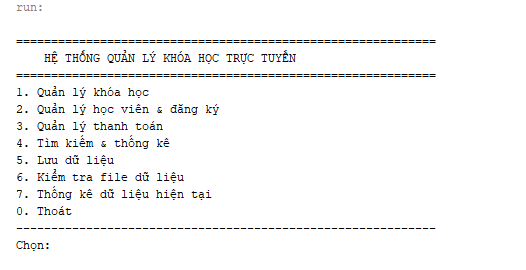 run:
============================================================
HỆ THỐNG QUẢN LÝ KHÓA HỌC TRỰC TUYẾN
============================================================
1. Quản lý khóa học
2. Quản lý học viên & đăng ký
3. Quản lý thanh toán
4. Tìm kiếm & thống kê
5. Lưu dữ liệu
6. Kiểm tra file dữ liệu
7. Thống kê dữ liệu hiện tại
0. Thoát
------------------------------------------------------------
Chọn: